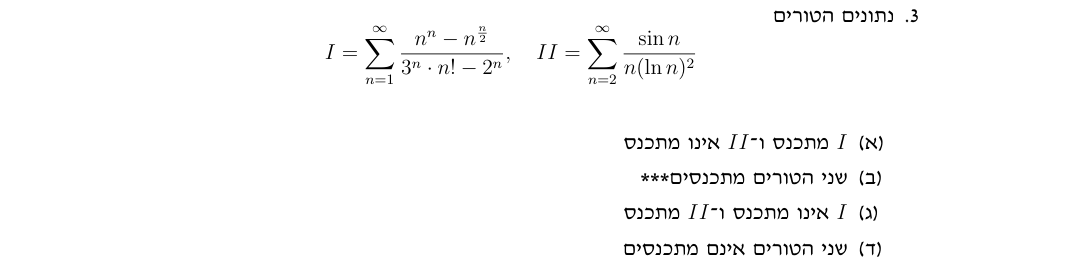 3. נתונים הטורים
$I = \sum_{n=1}^{\infty} \frac{n^n - n^{\frac{n}{2}}}{3^n \cdot n! - 2^n}, \quad II = \sum_{n=2}^{\infty} \frac{\sin n}{n(\ln n)^2}$
(א) I מתכנס ו־II אינו מתכנס
(ב) שני הטורים מתכנסים***
(ג) I אינו מתכנס ו־II מתכנס
(ד) שני הטורים אינם מתכנסים